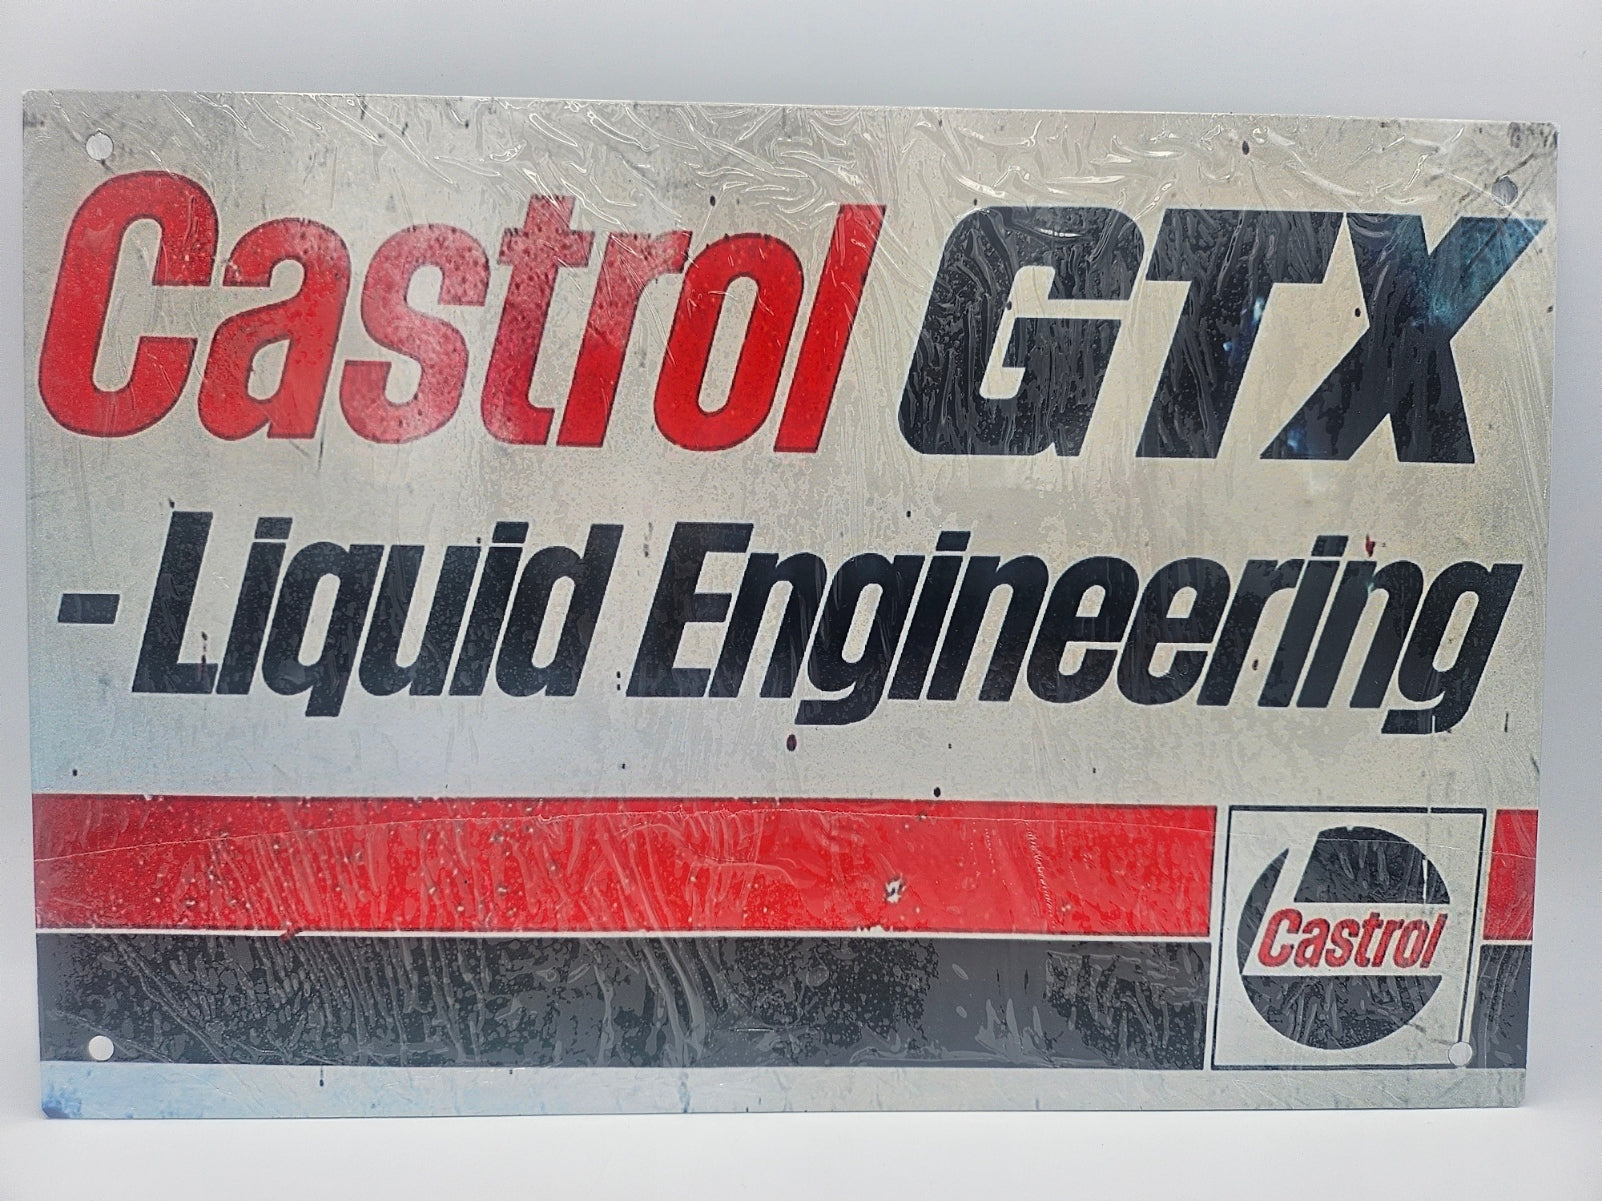 Castrol GTX
- Liquid Engineering
Castrol